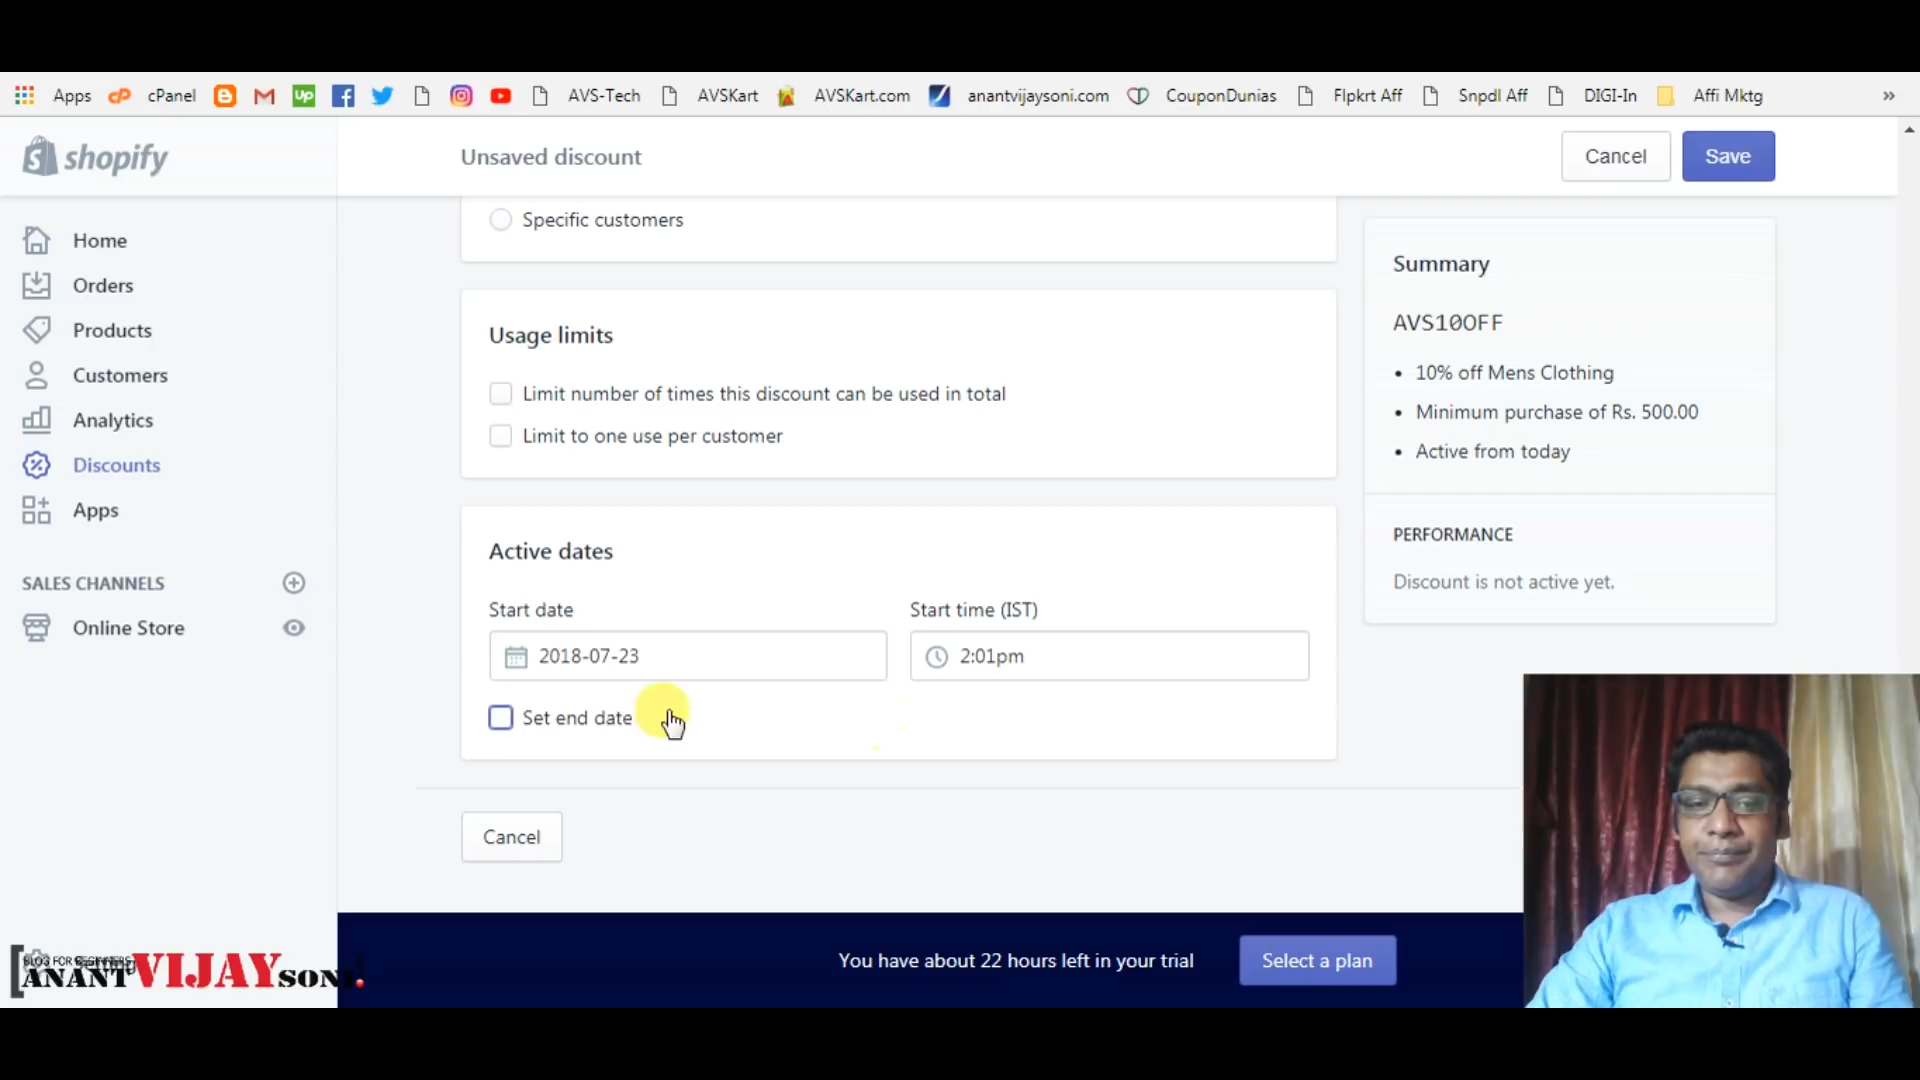 Apps cPanel Up AVS-Tech AVSKart AVSKart.com anantvijaysoni.com CouponDunias Flpkrt Aff Snpdl Aff DIGI-In Affi Mktg »
shopify
Unsaved discount
Cancel
Save
Home
Orders
Products
Customers
Analytics
Discounts
Apps
SALES CHANNELS
Online Store
Specific customers
Usage limits
Limit number of times this discount can be used in total
Limit to one use per customer
Active dates
Start date
Start time (IST)
2018-07-23
2:01pm
Set end date
Cancel
Summary
AVS10OFF
• 10% off Mens Clothing
• Minimum purchase of Rs. 500.00
• Active from today
PERFORMANCE
Discount is not active yet.
You have about 22 hours left in your trial
Select a plan
BLOG FOR BEGINNERS
ANANTVIJAYSONI.